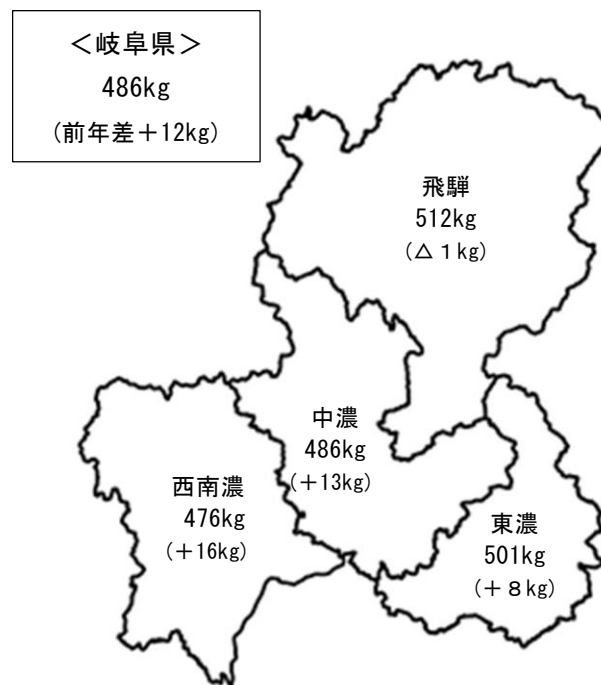 ＜岐阜県＞
486kg
(前年差＋12kg)
飛騨
512kg
(△１kg)
中濃
486kg
(＋13kg)
西南濃
476kg
(＋16kg)
東濃
501kg
(＋８kg)